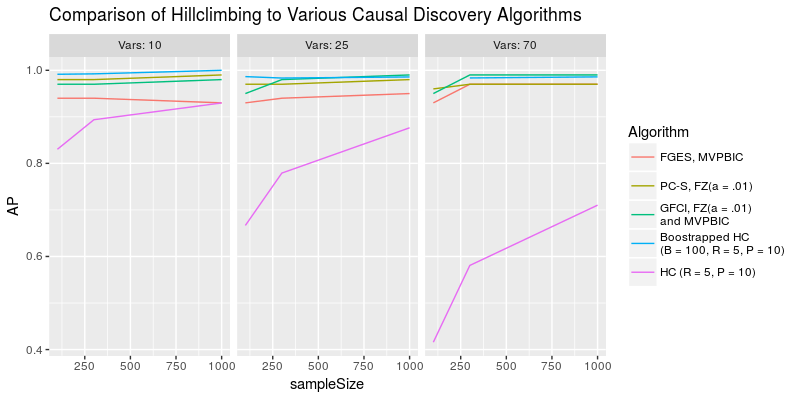 Comparison of Hillclimbing to Various Causal Discovery Algorithms
Vars: 10
Vars: 25
Vars: 70
AP
1.0
0.8
0.6
0.4
250 500 750 1000
250 500 750 1000
250 500 750 1000
sampleSize
Algorithm
FGES, MVPBIC
PC-S, FZ(a = .01)
GFCI, FZ(a = .01)
and MVPBIC
Boostrapped HC
(B = 100, R = 5, P = 10)
HC (R = 5, P = 10)